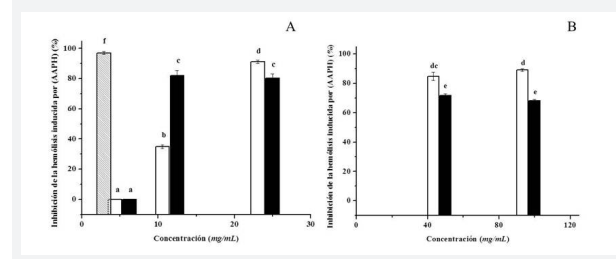 A
Inhibición de la hemólisis inducida por (AAPH) (%)
100
80
60
40
20
0
f
a
a
b
c
d
c
0
10
20
30
Concentración (mg/mL)
B
Inhibición de la hemólisis inducida por (AAPH) (%)
100
80
60
40
20
0
dc
e
d
e
0
40
80
120
Concentración (mg/mL)